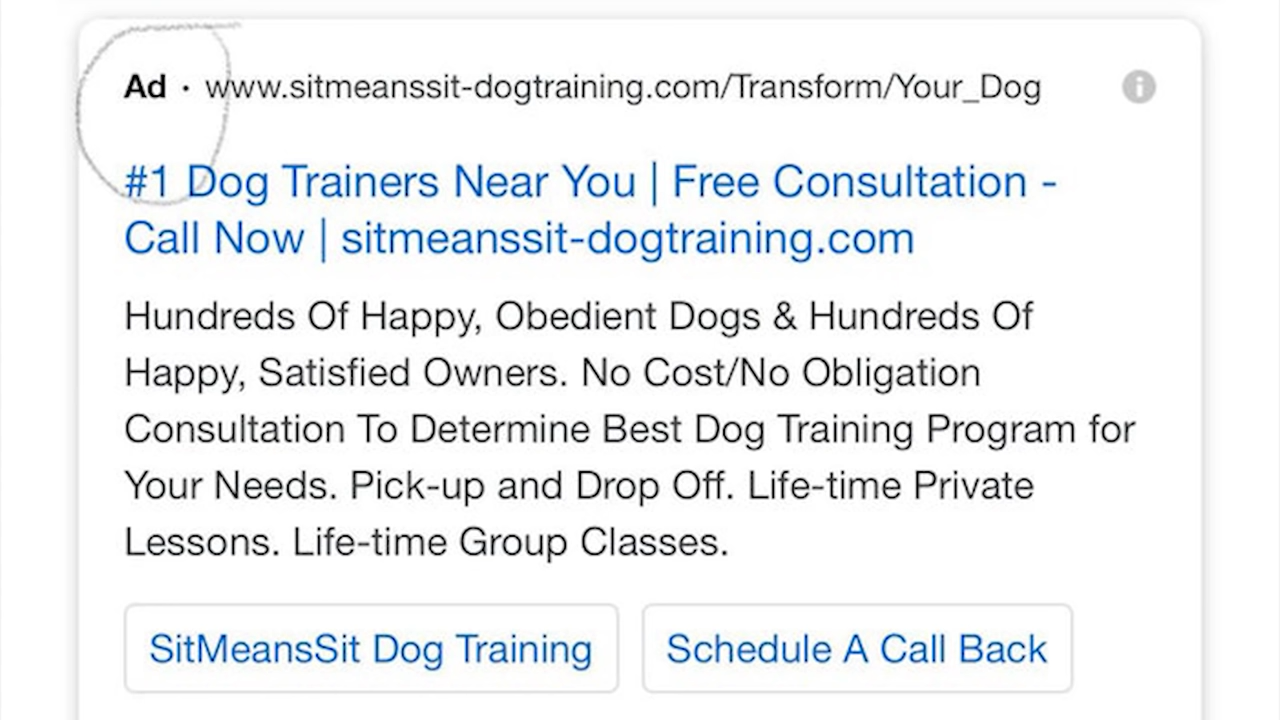 Ad · www.sitmeanssit-dogtraining.com/Transform/Your_Dog
#1 Dog Trainers Near You | Free Consultation -
Call Now | sitmeanssit-dogtraining.com
Hundreds Of Happy, Obedient Dogs & Hundreds Of
Happy, Satisfied Owners. No Cost/No Obligation
Consultation To Determine Best Dog Training Program for
Your Needs. Pick-up and Drop Off. Life-time Private
Lessons. Life-time Group Classes.
SitMeansSit Dog Training
Schedule A Call Back